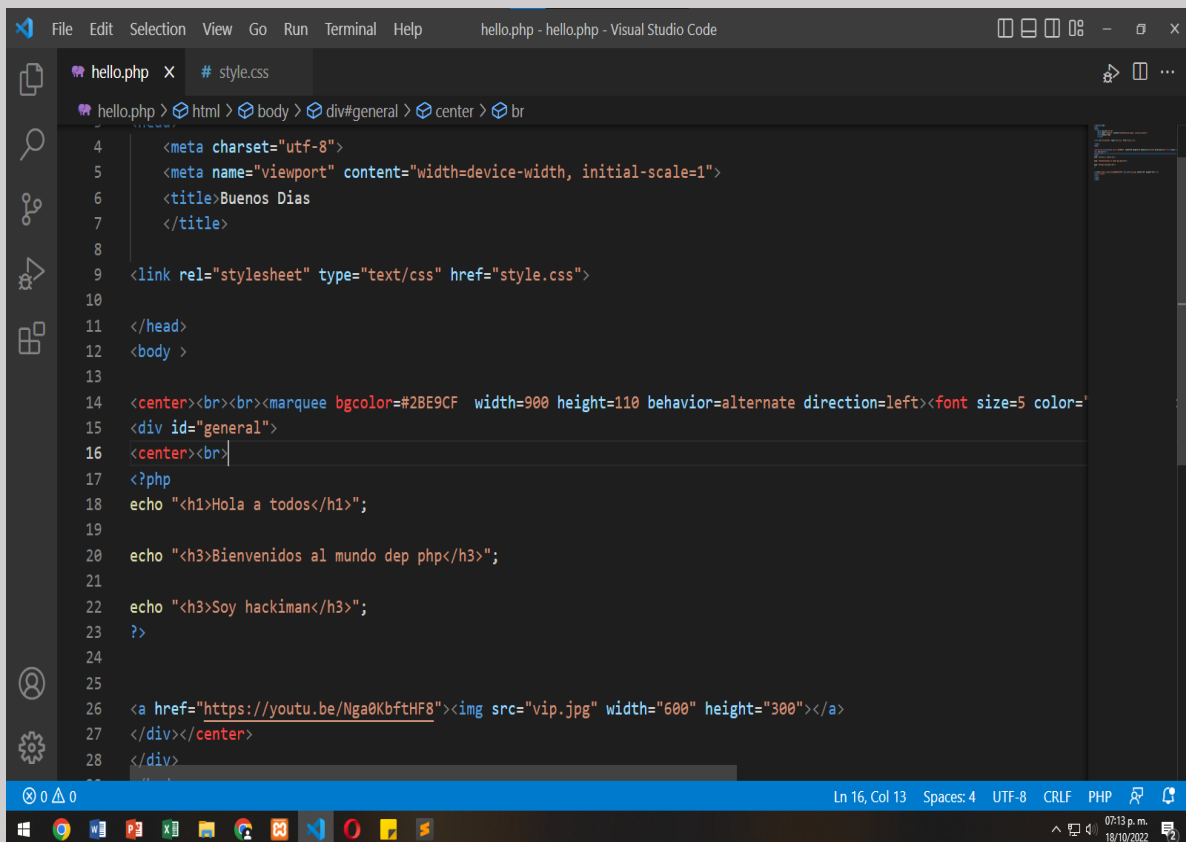 File Edit Selection View Go Run Terminal Help hello.php - hello.php - Visual Studio Code
hello.php X # style.css
hello.php > html > body > div#general > center > br
4 <meta charset="utf-8">
5 <meta name="viewport" content="width=device-width, initial-scale=1">
6 <title>Buenos Dias
7 </title>
8
9 <link rel="stylesheet" type="text/css" href="style.css">
10
11 </head>
12 <body >
13
14 <center><br><br><marquee bgcolor=#2BE9CF  width=900 height=110 behavior=alternate direction=left><font size=5 color="
15 <div id="general">
16 <center><br>
17 <?php
18 echo "<h1>Hola a todos</h1>";
19
20 echo "<h3>Bienvenidos al mundo dep php</h3>";
21
22 echo "<h3>Soy hackiman</h3>";
23 ?>
24
25
26 <a href="https://youtu.be/Nga0KbftHF8"><img src="vip.jpg" width="600" height="300"></a>
27 </div></center>
28 </div>
0 0 Ln 16, Col 13 Spaces: 4 UTF-8 CRLF PHP
07:13 p. m.
18/10/2022
2